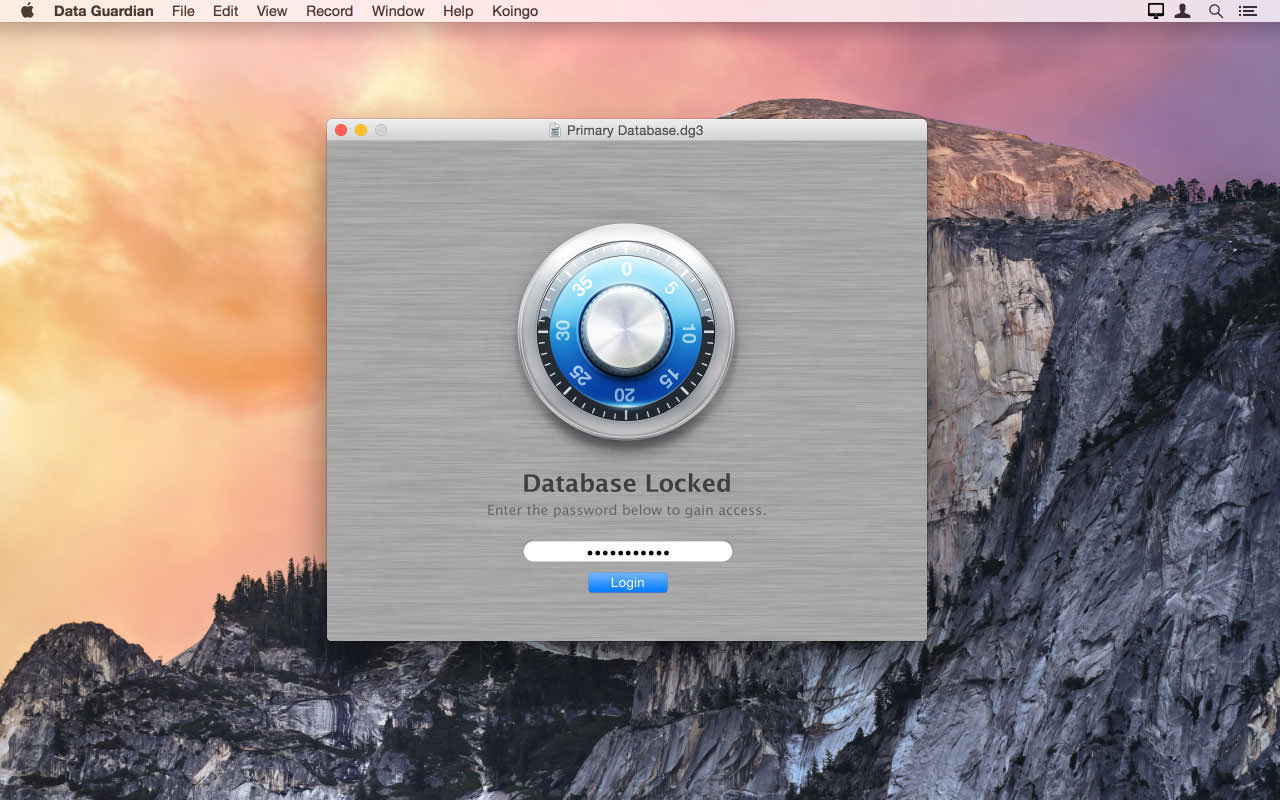 Data Guardian File Edit View Record Window Help Koingo
Primary Database.dg3
0
5
10
15
20
25
30
35
Database Locked
Enter the password below to gain access.
•••••••••••
Login